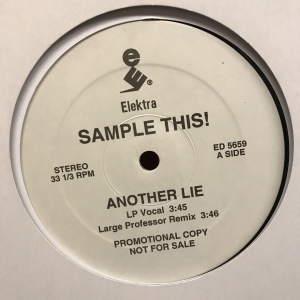 Elektra
SAMPLE THIS!
STEREO
33 1/3 RPM
ED 5659
A SIDE
ANOTHER LIE
LP Vocal 3:45
Large Professor Remix 3:46
PROMOTIONAL COPY
NOT FOR SALE